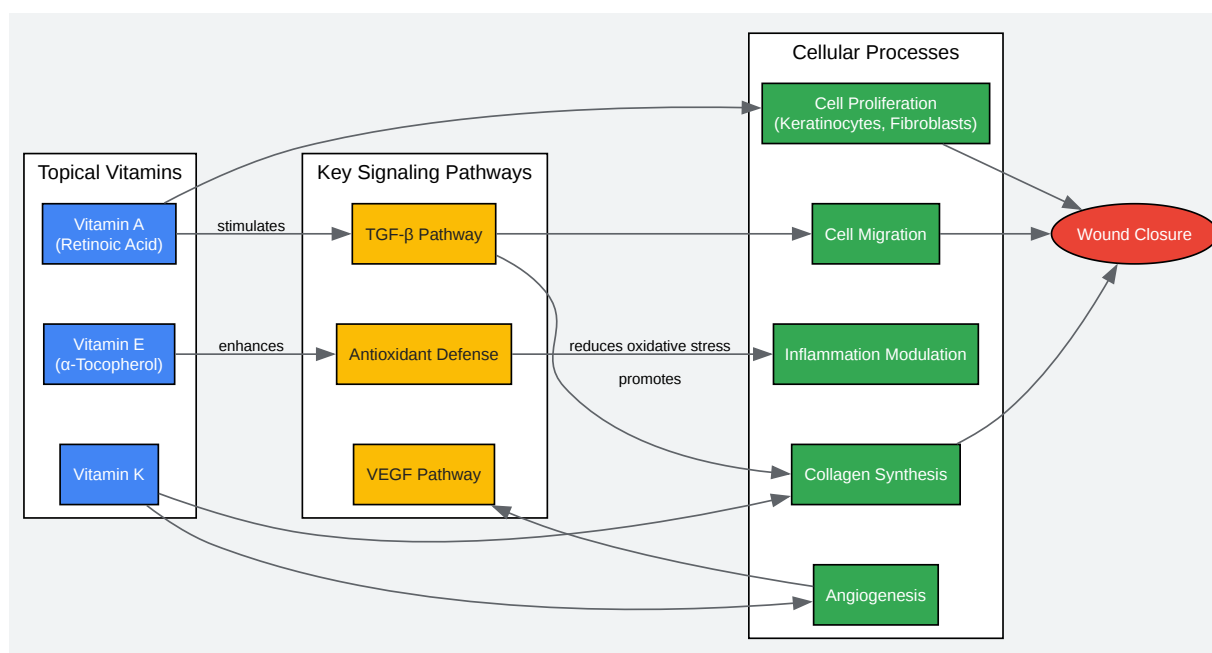 Topical Vitamins
Vitamin A
(Retinoic Acid)
Vitamin E
(α-Tocopherol)
Vitamin K
stimulates
enhances
Key Signaling Pathways
TGF-β Pathway
Antioxidant Defense
VEGF Pathway
reduces oxidative stress
promotes
Cellular Processes
Cell Proliferation
(Keratinocytes, Fibroblasts)
Cell Migration
Inflammation Modulation
Collagen Synthesis
Angiogenesis
Wound Closure